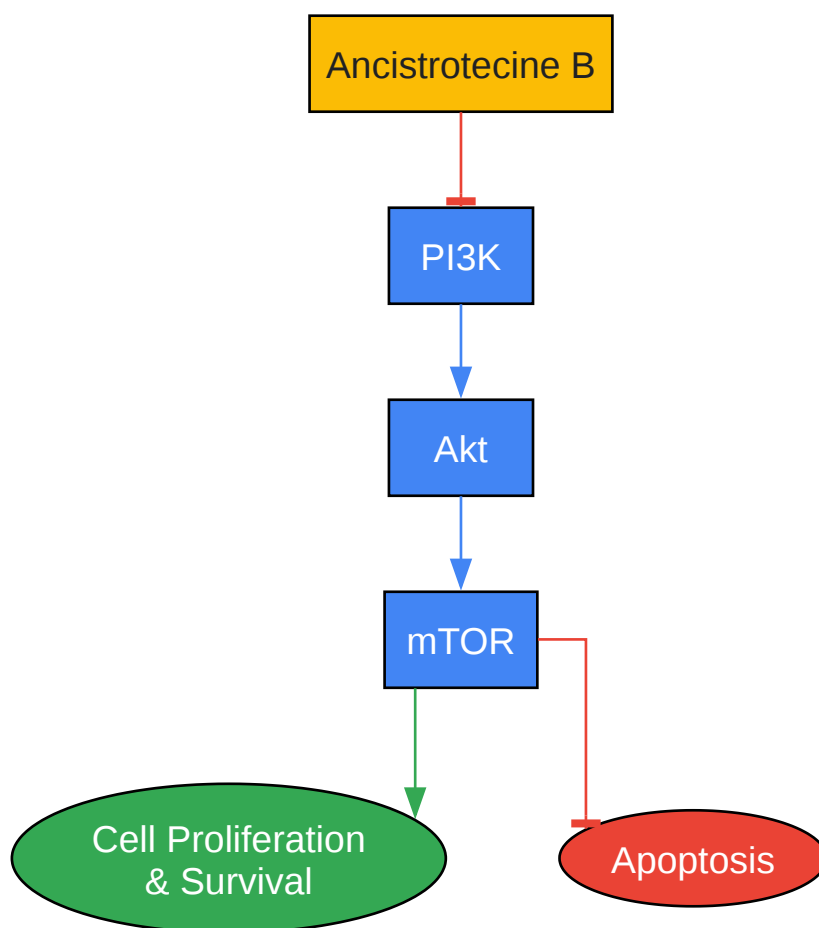 Ancistrotecine B
PI3K
Akt
mTOR
Cell Proliferation
& Survival
Apoptosis